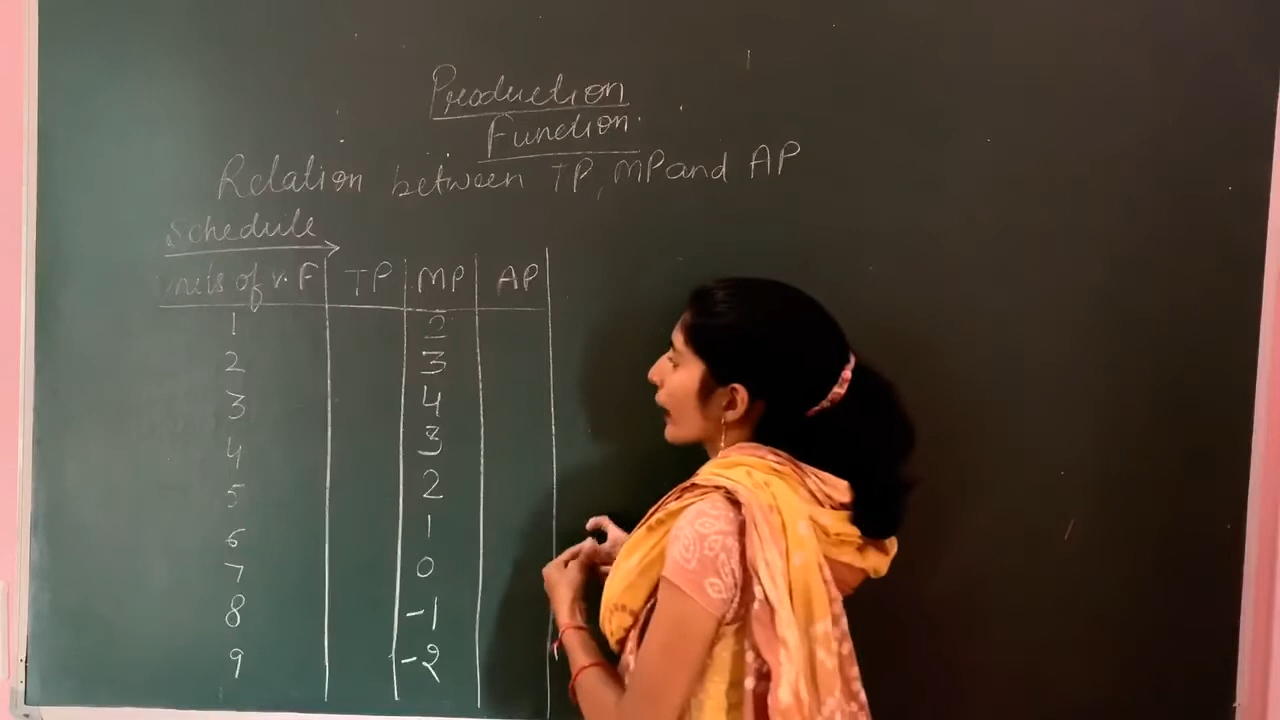 Production
Function.
Relation between TP, MP and AP
Schedule
Units of v.F TP MP AP
1 2
2 3
3 4
4 3
5 2
6 1
7 0
8 -1
9 -2